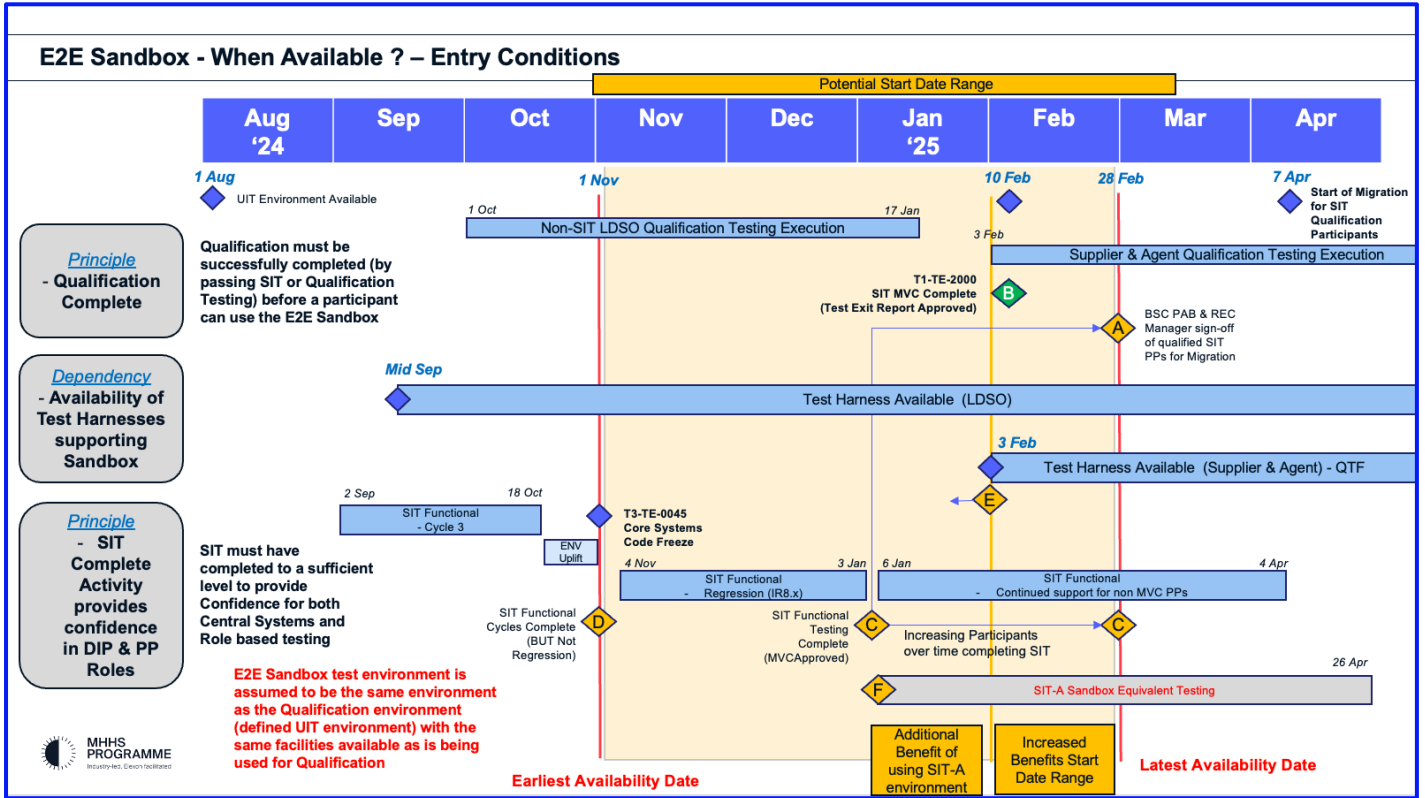 E2E Sandbox - When Available ? – Entry Conditions
Potential Start Date Range
Aug
‘24
Sep
Oct
Nov
Dec
Jan
‘25
Feb
Mar
Apr
1 Aug
UIT Environment Available
1 Nov
10 Feb
28 Feb
7 Apr
Start of Migration
for SIT
Qualification
Participants
1 Oct
17 Jan
Non-SIT LDSO Qualification Testing Execution
3 Feb
Supplier & Agent Qualification Testing Execution
Principle
- Qualification
Complete
Qualification must be
successfully completed (by
passing SIT or Qualification
Testing) before a participant
can use the E2E Sandbox
T1-TE-2000
SIT MVC Complete
(Test Exit Report Approved)
B
A
BSC PAB & REC
Manager sign-off
of qualified SIT
PPs for Migration
Dependency
- Availability of
Test Harnesses
supporting
Sandbox
Mid Sep
Test Harness Available (LDSO)
3 Feb
Test Harness Available (Supplier & Agent) - QTF
E
Principle
- SIT
Complete
Activity
provides
confidence
in DIP & PP
Roles
SIT must have
completed to a sufficient
level to provide
Confidence for both
Central Systems and
Role based testing
2 Sep
18 Oct
SIT Functional
- Cycle 3
ENV
Uplift
T3-TE-0045
Core Systems
Code Freeze
4 Nov
3 Jan
SIT Functional
- Regression (IR8.x)
6 Jan
4 Apr
SIT Functional
- Continued support for non MVC PPs
SIT Functional
Cycles Complete
(BUT Not
Regression)
D
SIT Functional
Testing
Complete
(MVCApproved)
C
Increasing Participants
over time completing SIT
C
26 Apr
F
SIT-A Sandbox Equivalent Testing
E2E Sandbox test environment is
assumed to be the same environment
as the Qualification environment
(defined UIT environment) with the
same facilities available as is being
used for Qualification
MHHS
PROGRAMME
Industry-led, Elexon facilitated
Earliest Availability Date
Additional
Benefit of
using SIT-A
environment
Increased
Benefits Start
Date Range
Latest Availability Date